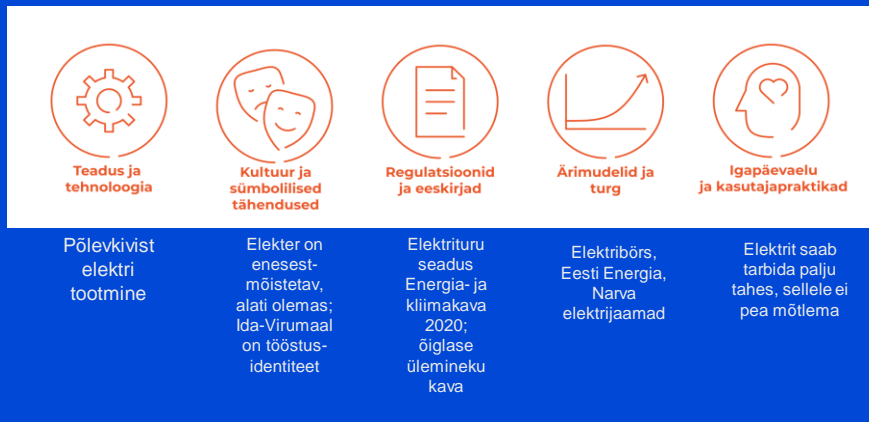 Teadus ja
tehnoloogia
Kultuur ja
sümbolilised
tähendused
Regulatsioonid
ja eeskirjad
Ärimudelid ja
turg
Igapäevaelu
ja kasutajapraktikad
Põlevkivist
elektri
tootmine
Elekter on
enesest-
mõistetav,
alati olemas;
Ida-Virumaal
on tööstus-
identiteet
Elektrituru
seadus
Energia- ja
kliimakava
2020;
õiglase
ülemineku
kava
Elektribörs,
Eesti Energia,
Narva
elektrijaamad
Elektrit saab
tarbida palju
tahes, sellele ei
pea mõtlema